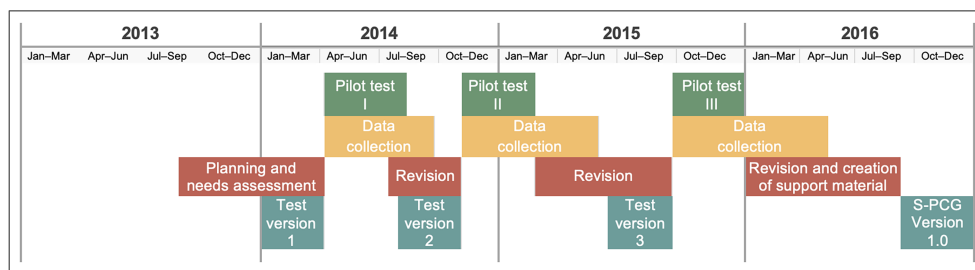 2013 2014 2015 2016
Jan–Mar Apr–Jun Jul–Sep Oct–Dec Jan–Mar Apr–Jun Jul–Sep Oct–Dec Jan–Mar Apr–Jun Jul–Sep Oct–Dec Jan–Mar Apr–Jun Jul–Sep Oct–Dec
Pilot test
I
Pilot test
II
Pilot test
III
Data
collection
Data
collection
Data
collection
Planning and
needs assessment
Revision
Revision
Revision and creation
of support material
Test
version
1
Test
version
2
Test
version
3
S-PCG
Version
1.0